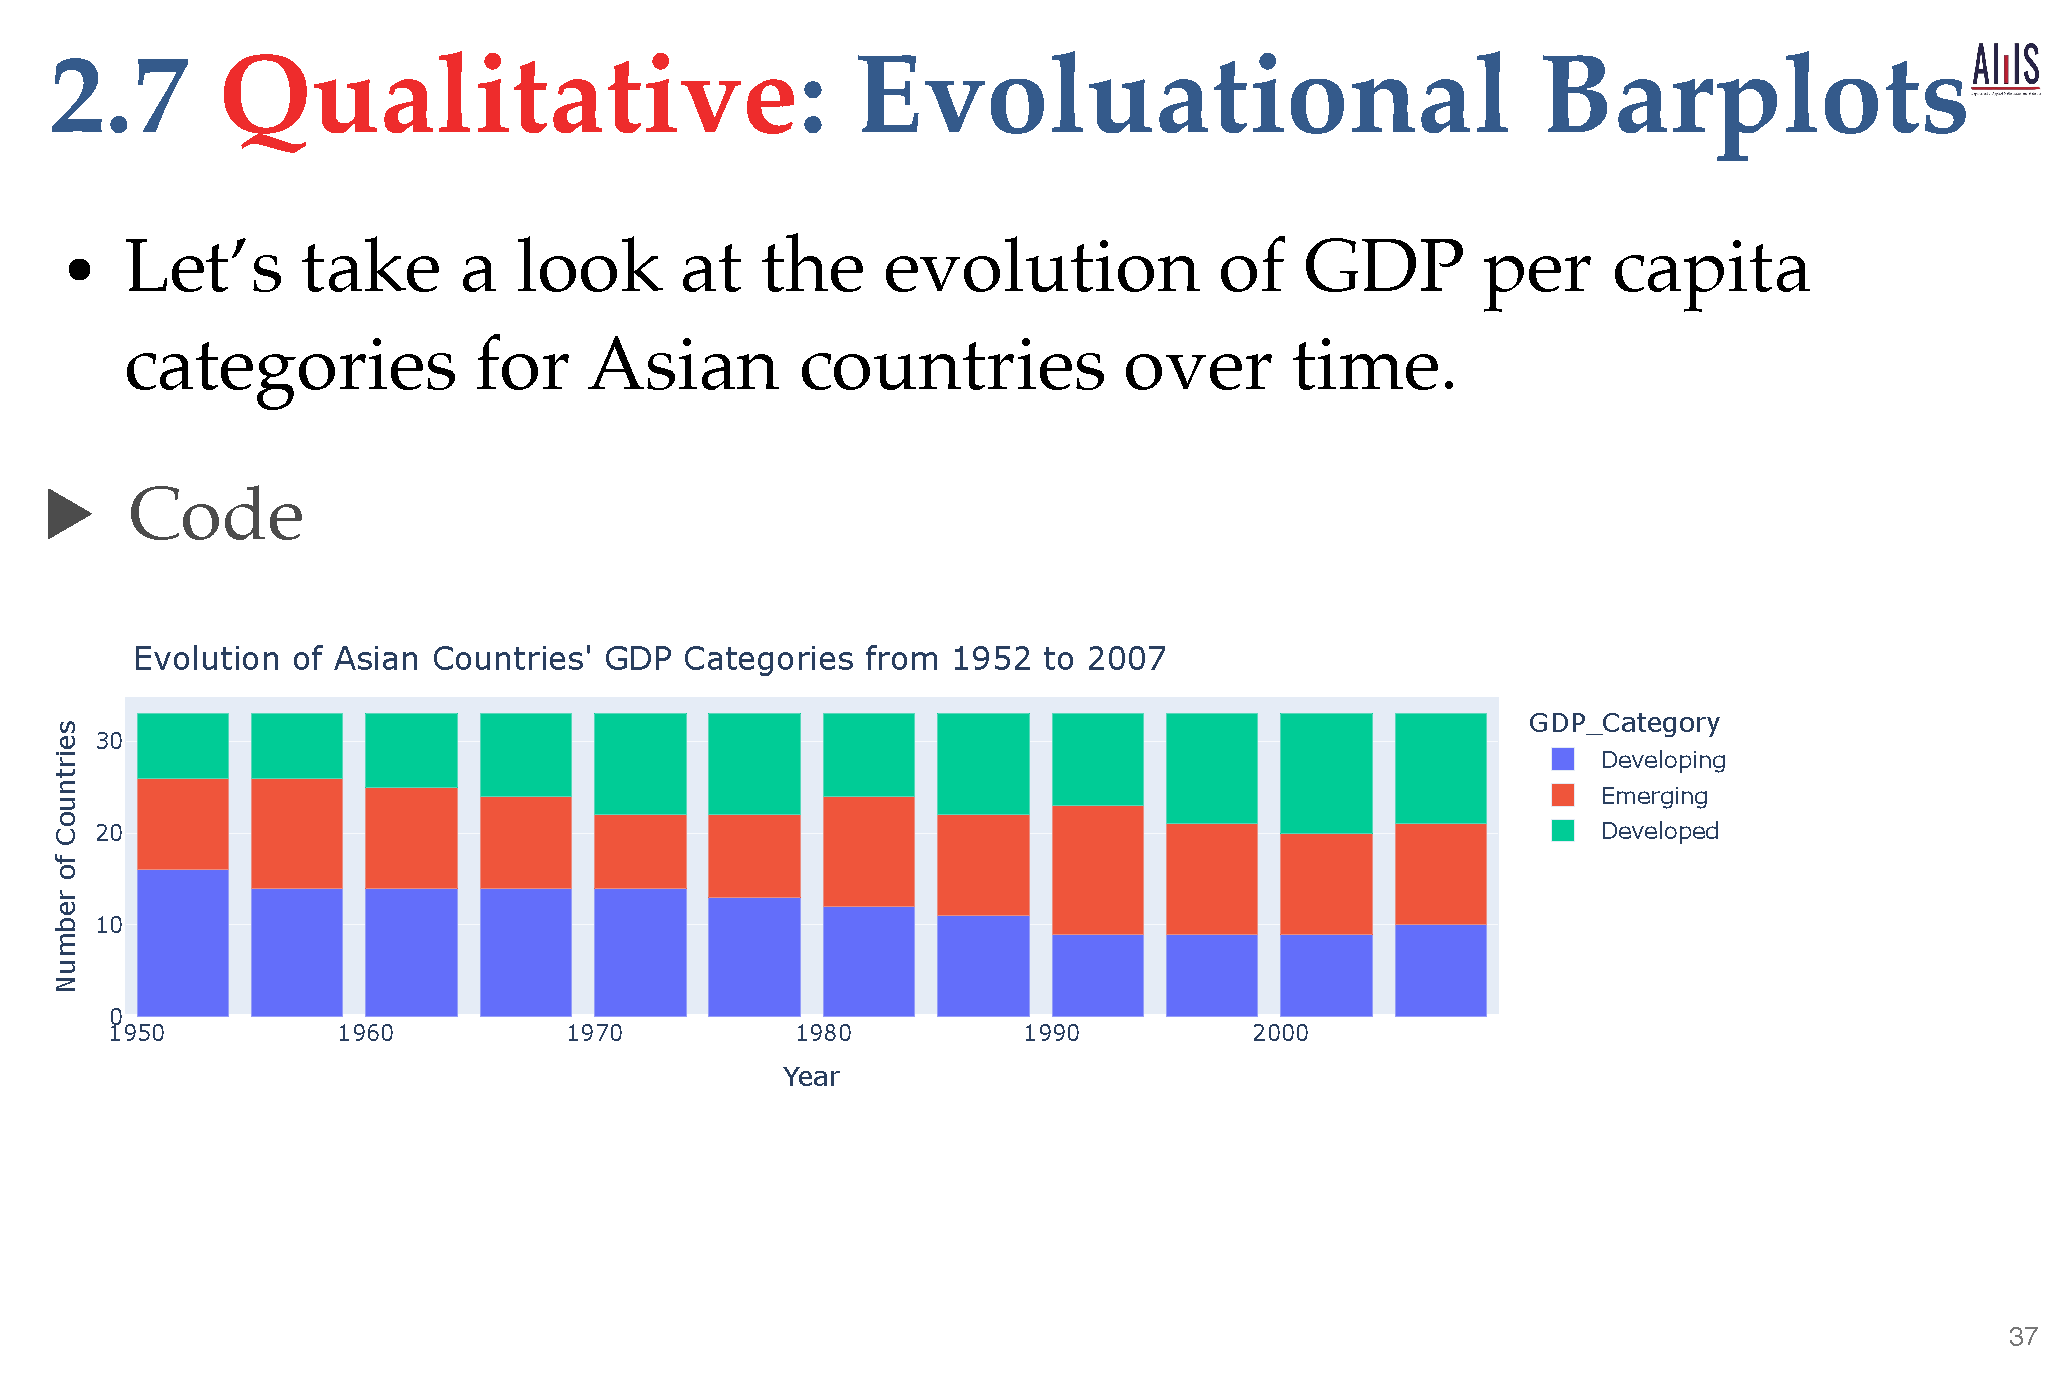 2.7 Qualitative: Evoluational Barplots
AMS
• Let’s take a look at the evolution of GDP per capita
categories for Asian countries over time.
▶ Code
Evolution of Asian Countries' GDP Categories from 1952 to 2007
Number of Countries
30
20
10
0
1950 1960 1970 1980 1990 2000
Year
GDP_Category
Developing
Emerging
Developed
37